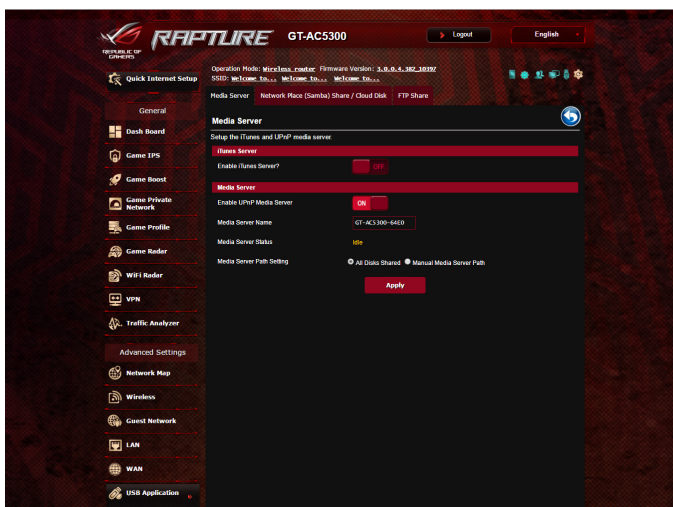 REPUBLIC OF
GAMERS
RAPTURE GT-AC5300
Logout
English
Operation Mode: Wireless router Firmware Version: 3.0.0.4.382_10397
SSID: Welcome to... Welcome to... Welcome to...
Quick Internet Setup
General
Dash Board
Game IPS
Game Boost
Game Private
Network
Game Profile
Game Radar
WiFi Radar
VPN
Traffic Analyzer
Advanced Settings
Network Map
Wireless
Guest Network
LAN
WAN
USB Application
Media Server Network Place (Samba) Share / Cloud Disk FTP Share
Media Server
Setup the iTunes and UPnP media server.
iTunes Server
Enable iTunes Server? OFF
Media Server
Enable UPnP Media Server ON
Media Server Name GT-AC5300-64E0
Media Server Status Idle
Media Server Path Setting All Disks Shared Manual Media Server Path
Apply